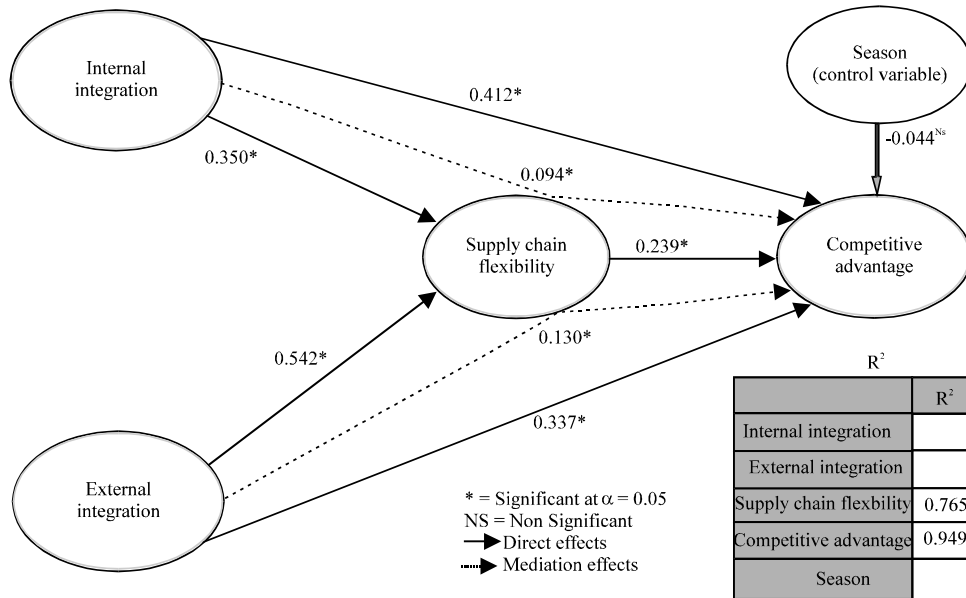 Internal
integration
Season
(control variable)
0.412*
-0.044^Ns
0.350*
0.094*
Supply chain
flexibility
0.239*
Competitive
advantage
0.542*
0.130*
0.337*
External
integration
* = Significant at α = 0.05
NS = Non Significant
Direct effects
Mediation effects
R²
R²
Internal integration
External integration
Supply chain flexbility 0.765
Competitive advantage 0.949
Season